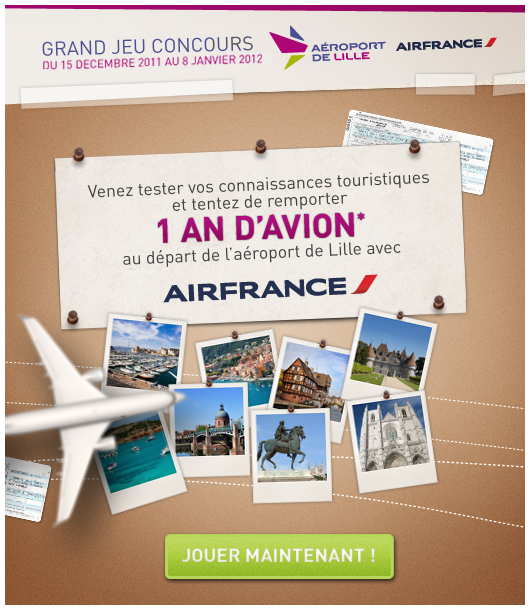 GRAND JEU CONCOURS
DU 15 DECEMBRE 2011 AU 8 JANVIER 2012
AÉROPORT
DE LILLE
AIRFRANCE
Venez tester vos connaissances touristiques
et tentez de remporter
1 AN D'AVION*
au départ de l'aéroport de Lille avec
AIRFRANCE
JOUER MAINTENANT !